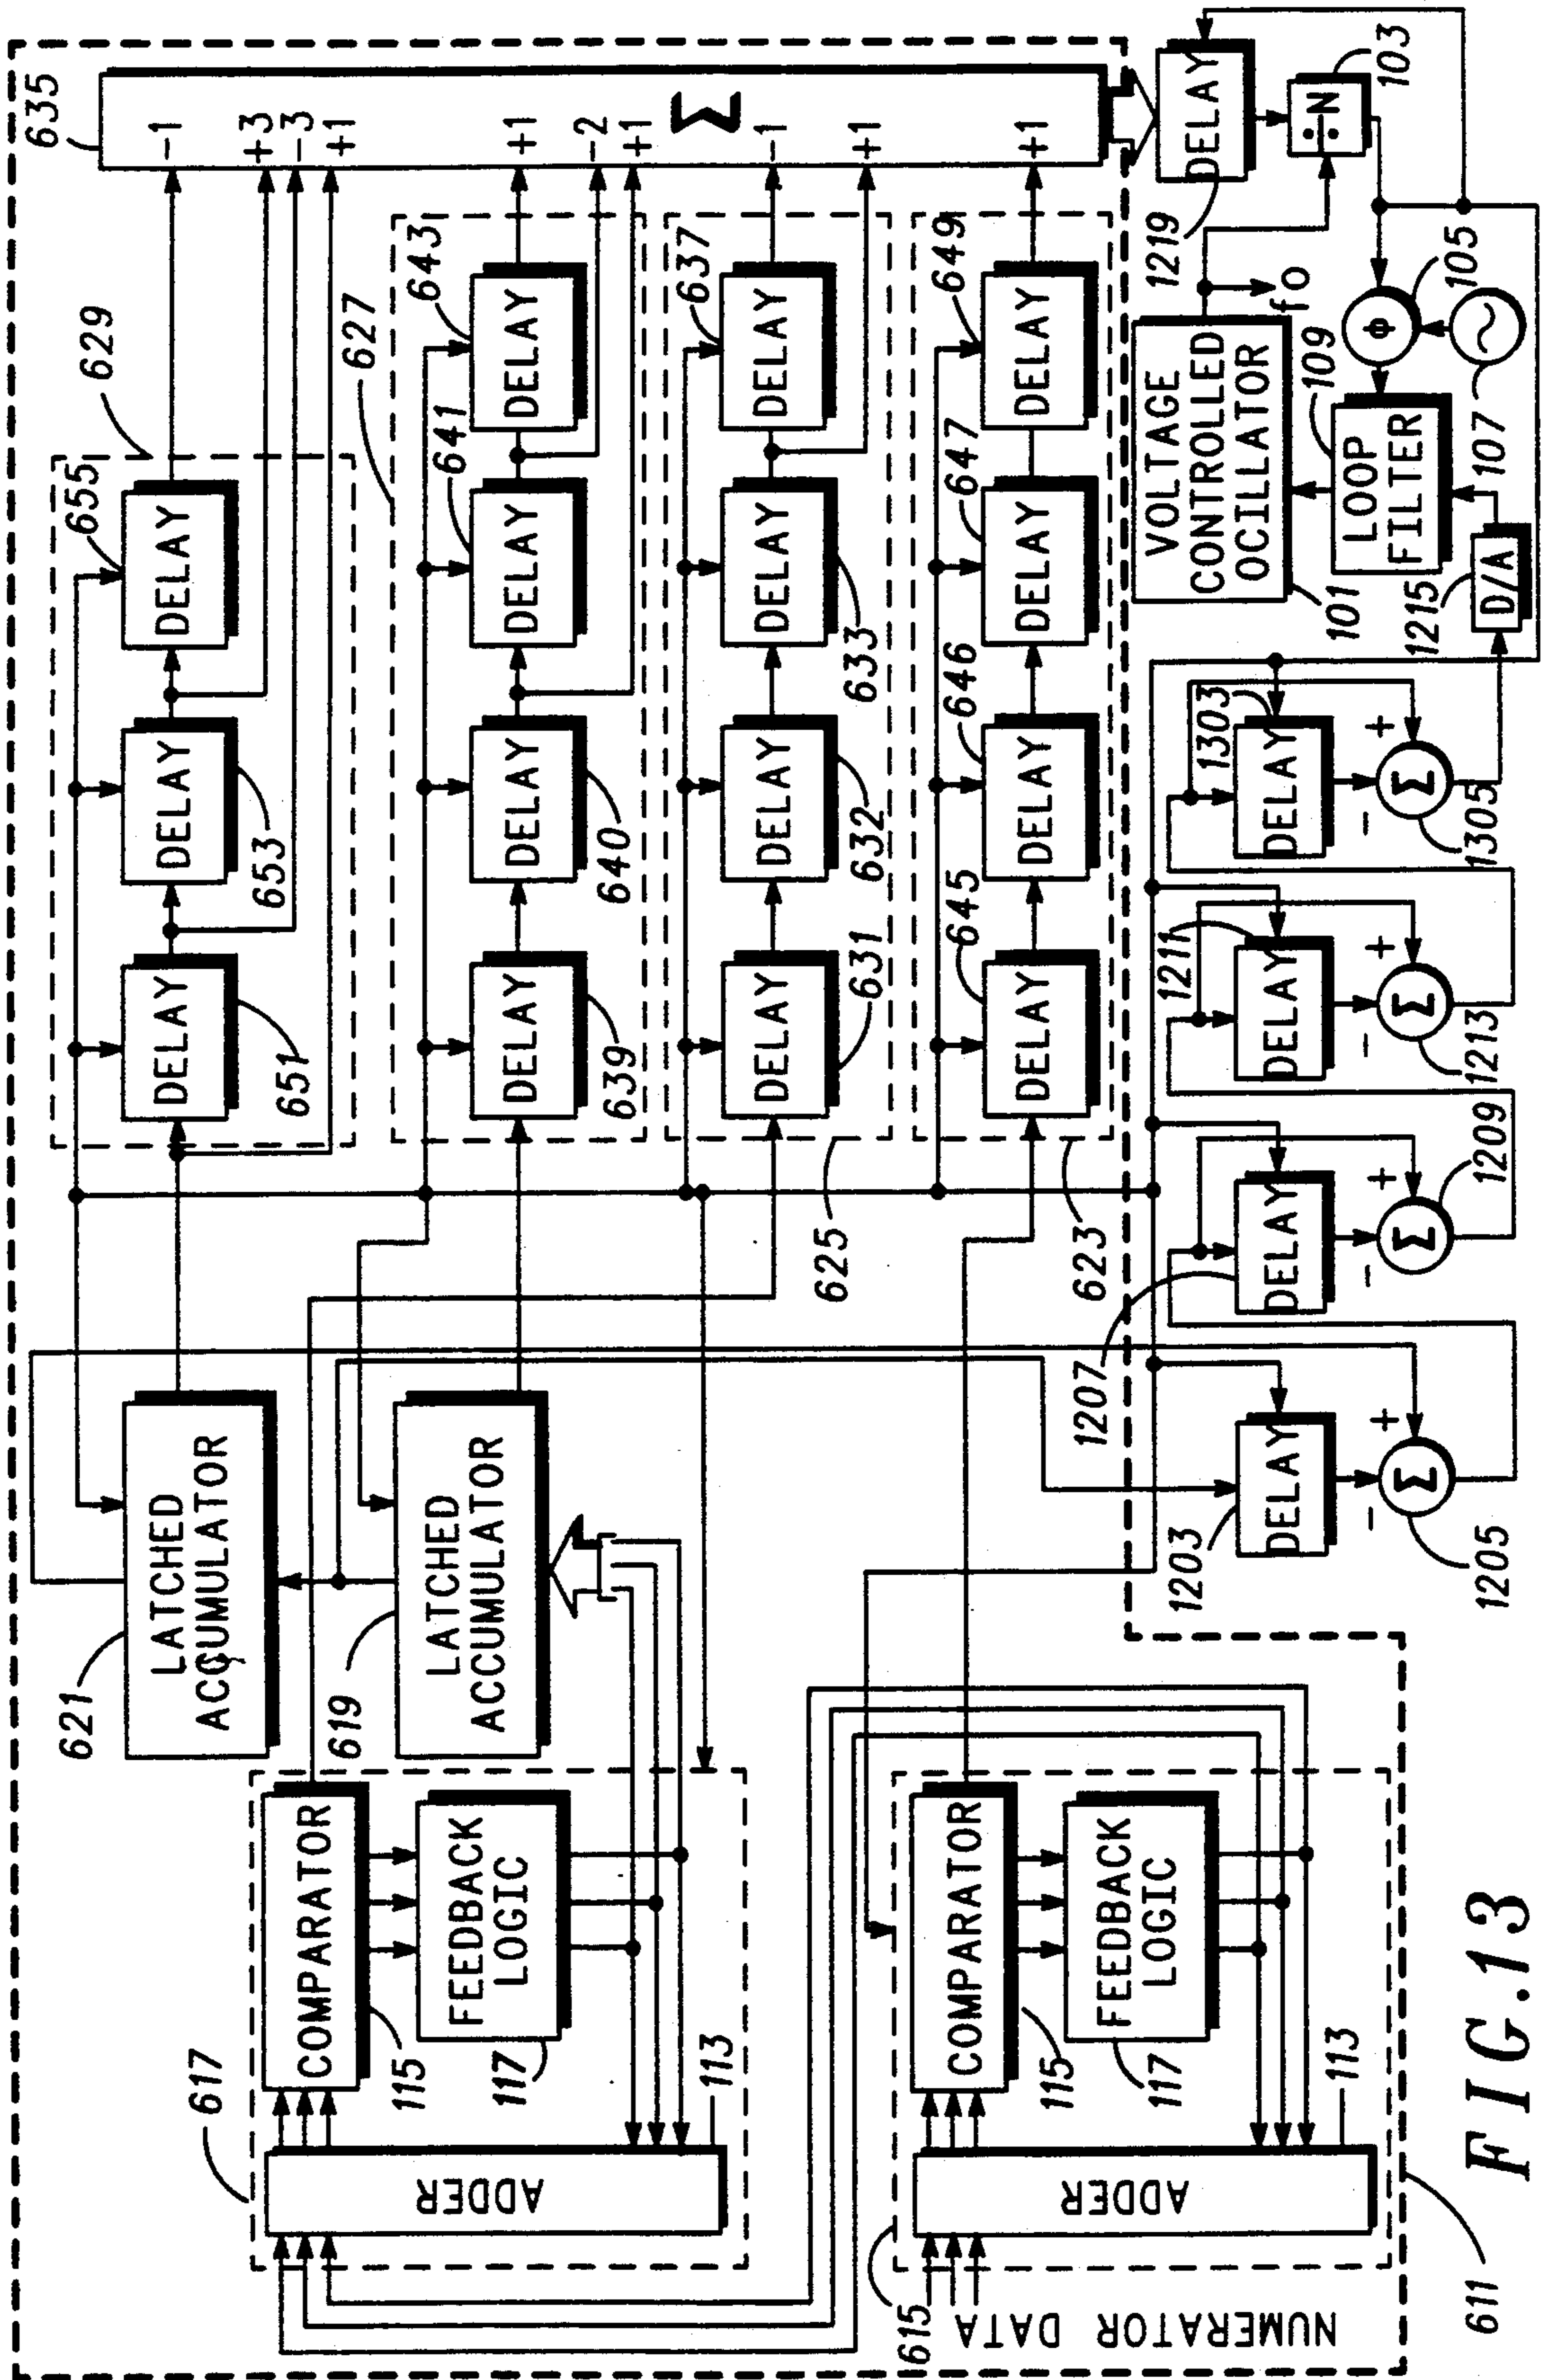 635
-1
+3
-3
+1
+1
-2
+1
-1
+1
+1
Σ
629
655
DELAY
DELAY
DELAY
653
651
627
643
641
DELAY
DELAY
DELAY
DELAY
640
639
637
DELAY
DELAY
DELAY
DELAY
633
632
631
625
649
647
646
645
DELAY
DELAY
DELAY
DELAY
623
621
LATCHED
ACCUMULATOR
619
LATCHED
ACCUMULATOR
617
COMPARATOR
115
FEEDBACK
LOGIC
117
ADDER
113
615
COMPARATOR
115
FEEDBACK
LOGIC
117
ADDER
113
NUMERATOR DATA
611
DELAY
1219
÷N
103
VOLTAGE
CONTROLLED
OCILLATOR
101
fo
ϕ
105
107
109
LOOP
FILTER
D/A
1215
1303
DELAY
+
-
Σ
1305
1211
DELAY
+
-
Σ
1213
1207
DELAY
+
-
Σ
1209
1203
DELAY
+
-
Σ
1205
FIG.13